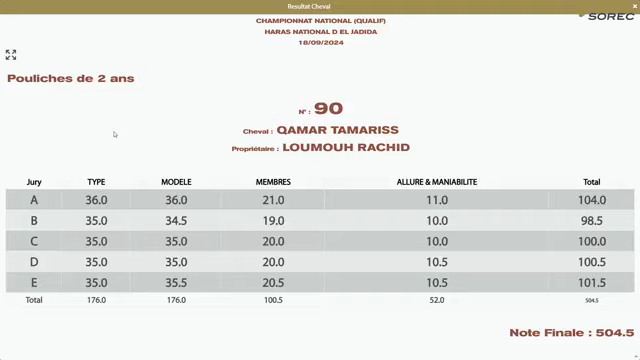 Resultat Cheval
CHAMPIONNAT NATIONAL (QUALIF)
SOREC
HARAS NATIONAL D EL JADIDA
18/09/2024
Pouliches de 2 ans
N° : 90
Cheval : QAMAR TAMARISS
Propriétaire : LOUMOUH RACHID
Jury TYPE MODELE MEMBRES ALLURE & MANIABILITE Total
A 36.0 36.0 21.0 11.0 104.0
B 35.0 34.5 19.0 10.0 98.5
C 35.0 35.0 20.0 10.0 100.0
D 35.0 35.0 20.0 10.5 100.5
E 35.0 35.5 20.5 10.5 101.5
Total 176.0 176.0 100.5 52.0 504.5
Note Finale : 504.5